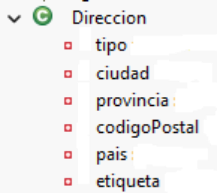 Direccion
tipo
ciudad
provincia
codigoPostal
pais
etiqueta